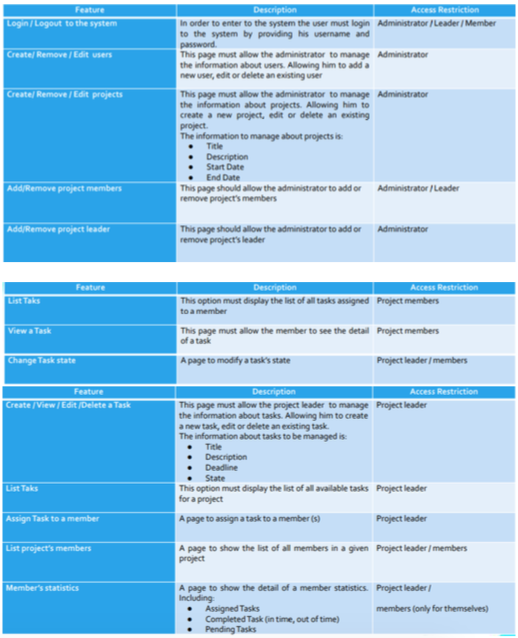 Feature Description Access Restriction
Login / Logout to the system In order to enter to the system the user must login Administrator / Leader / Member
to the system by providing his username and
password.
Create/ Remove / Edit users This page must allow the administrator to manage Administrator
the information about users. Allowing him to add a
new user, edit or delete an existing user
Create/ Remove / Edit projects This page must allow the administrator to manage Administrator
the information about projects. Allowing him to
create a new project, edit or delete an existing
project.
The information to manage about projects is:
● Title
● Description
● Start Date
● End Date
Add/Remove project members This page should allow the administrator to add or Administrator / Leader
remove project's members
Add/Remove project leader This page should allow the administrator to add or Administrator
remove project's leader
Feature Description Access Restriction
List Taks This option must display the list of all tasks assigned Project members
to a member
View a Task This page must allow the member to see the detail Project members
of a task
Change Task state A page to modify a task's state Project leader / members
Feature Description Access Restriction
Create / View / Edit /Delete a Task This page must allow the project leader to manage Project leader
the information about tasks. Allowing him to create
a new task, edit or delete an existing task.
The information about tasks to be managed is:
● Title
● Description
● Deadline
● State
List Taks This option must display the list of all available tasks Project leader
for a project
Assign Task to a member A page to assign a task to a member (s) Project leader
List project's members A page to show the list of all members in a given Project leader / members
project
Member's statistics A page to show the detail of a member statistics. Project leader /
Including:
● Assigned Tasks members (only for themselves)
● Completed Task (in time, out of time)
● Pending Tasks